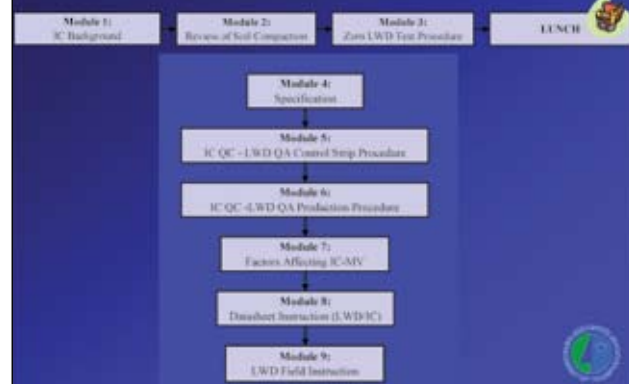 Module 1:
IC Background
Module 2:
Review of Soil Compaction
Module 3:
Zorn LWD Test Procedure
LUNCH
Module 4:
Specification
Module 5:
IC QC - LWD QA Control Strip Procedure
Module 6:
IC QC -LWD QA Production Procedure
Module 7:
Factors Affecting IC-MV
Module 8:
Datasheet Instruction (LWD/IC)
Module 9:
LWD Field Instruction